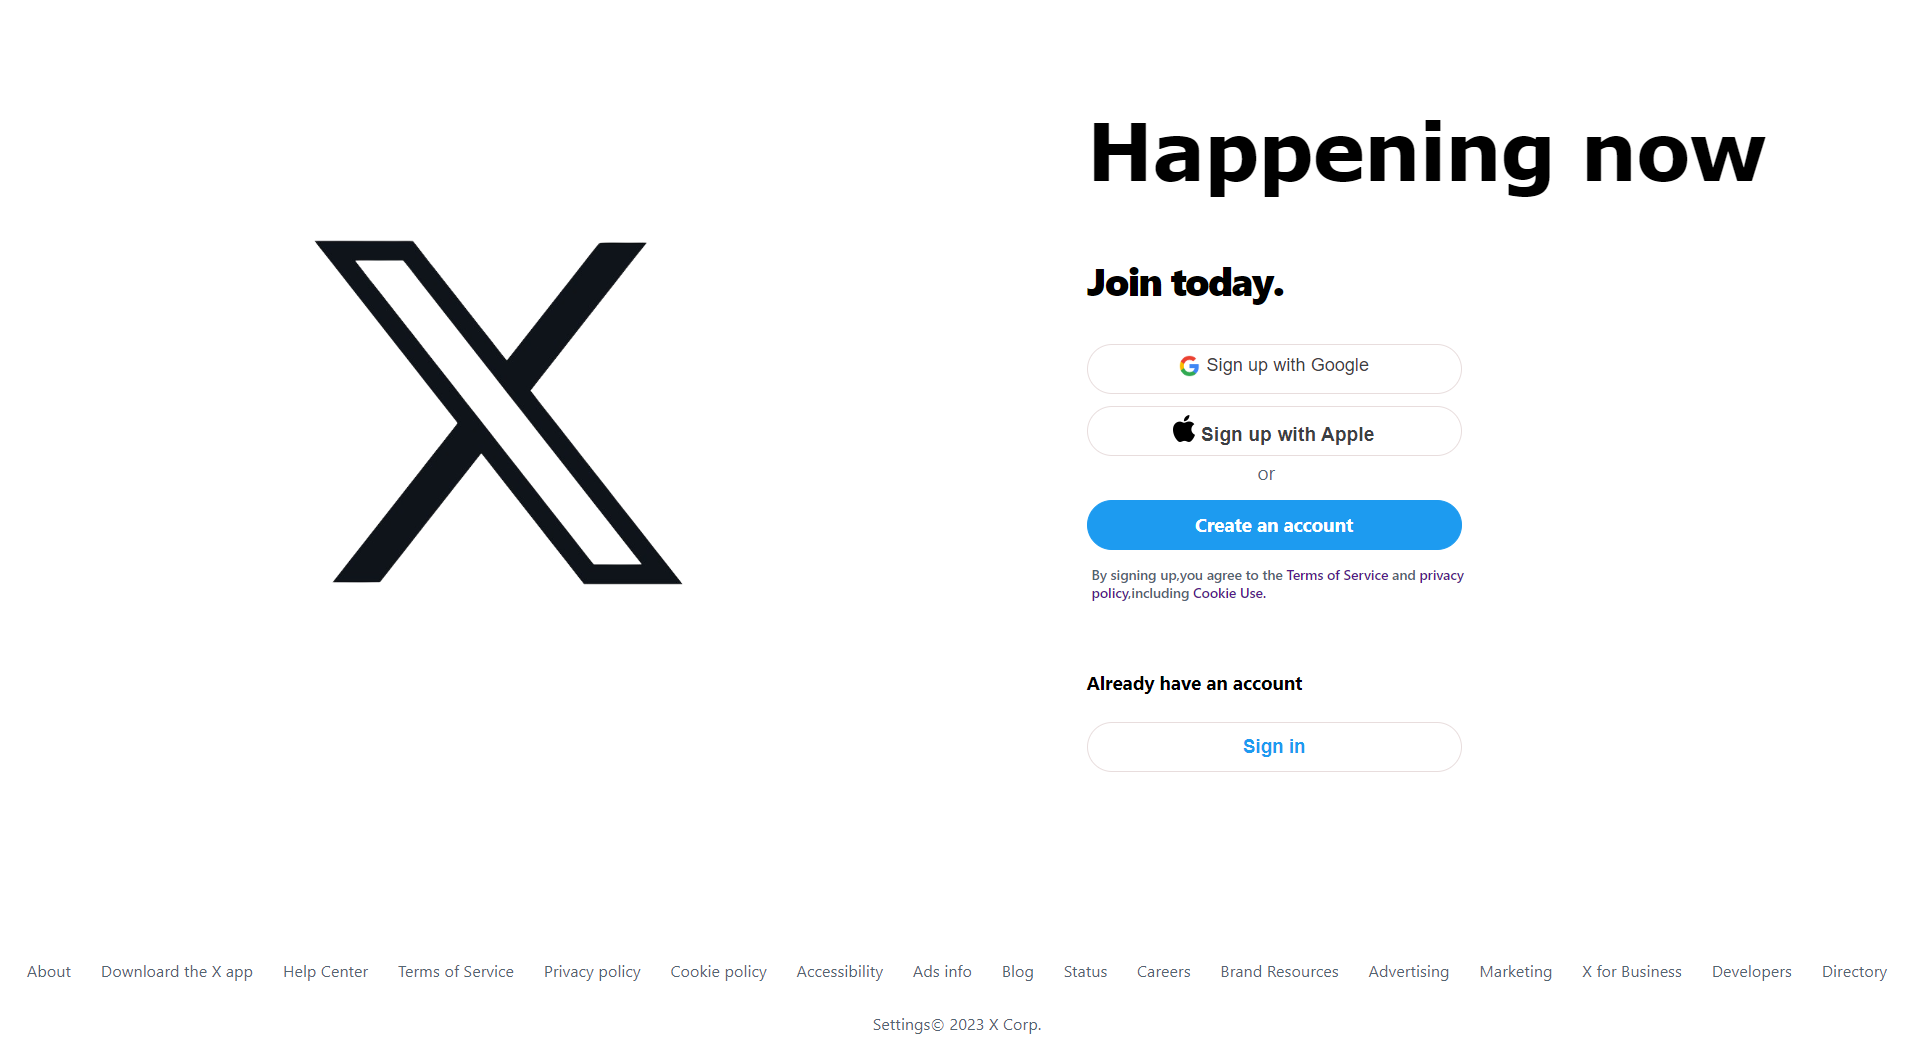 Happening now
Join today.
Sign up with Google
Sign up with Apple
or
Create an account
By signing up,you agree to the Terms of Service and privacy
policy,including Cookie Use.
Already have an account
Sign in
About Downloard the X app Help Center Terms of Service Privacy policy Cookie policy Accessibility Ads info Blog Status Careers Brand Resources Advertising Marketing X for Business Developers Directory
Settings© 2023 X Corp.